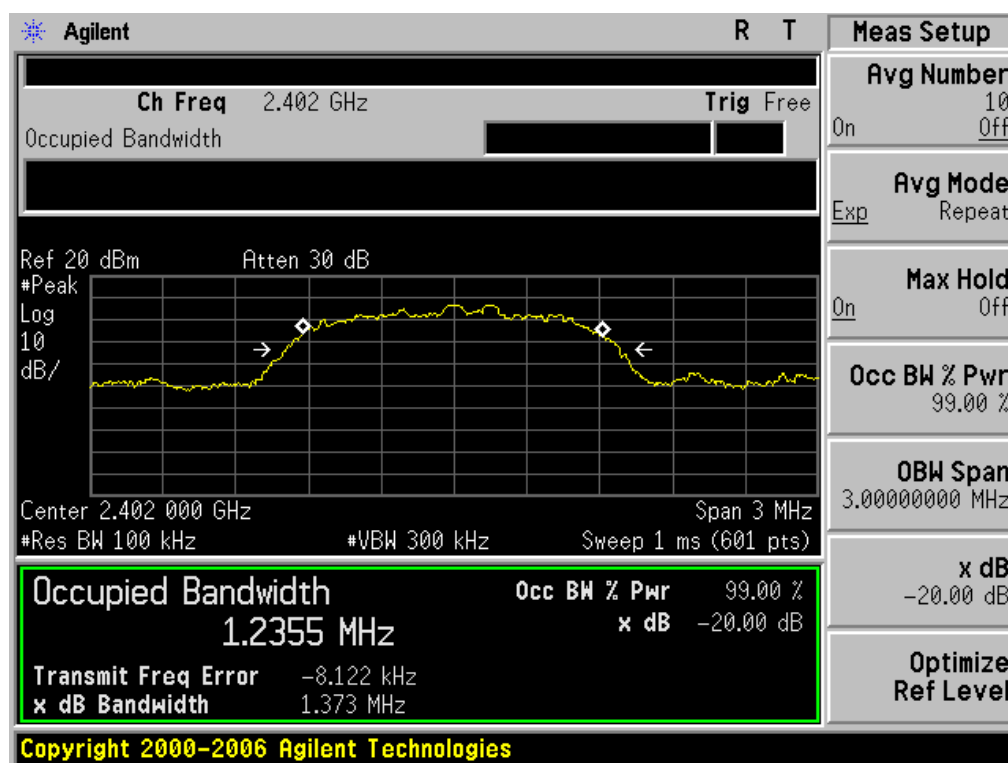 Agilent R T
Ch Freq 2.402 GHz Trig Free
Occupied Bandwidth
Ref 20 dBm Atten 30 dB
#Peak
Log
10
dB/
Center 2.402 000 GHz Span 3 MHz
#Res BW 100 kHz #VBW 300 kHz Sweep 1 ms (601 pts)
Occupied Bandwidth Occ BW % Pwr 99.00 %
1.2355 MHz x dB -20.00 dB
Transmit Freq Error -8.122 kHz
x dB Bandwidth 1.373 MHz
Copyright 2000-2006 Agilent Technologies
Meas Setup
Avg Number
10
On Off
Avg Mode
Exp Repeat
Max Hold
On Off
Occ BW % Pwr
99.00 %
OBW Span
3.00000000 MHz
x dB
-20.00 dB
Optimize
Ref Level